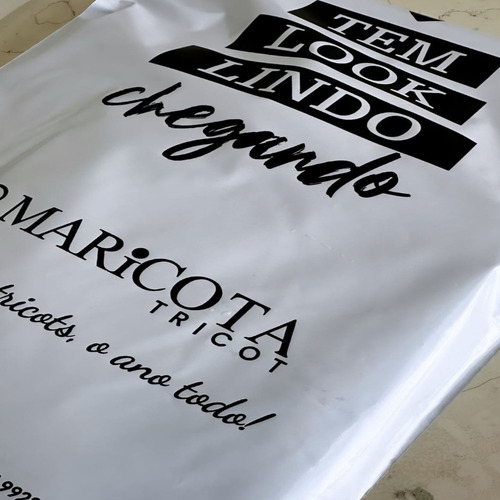 TEM
LOOK
LINDO
chegando
MARiCOTA
TRICOT
tricots, o ano todo!